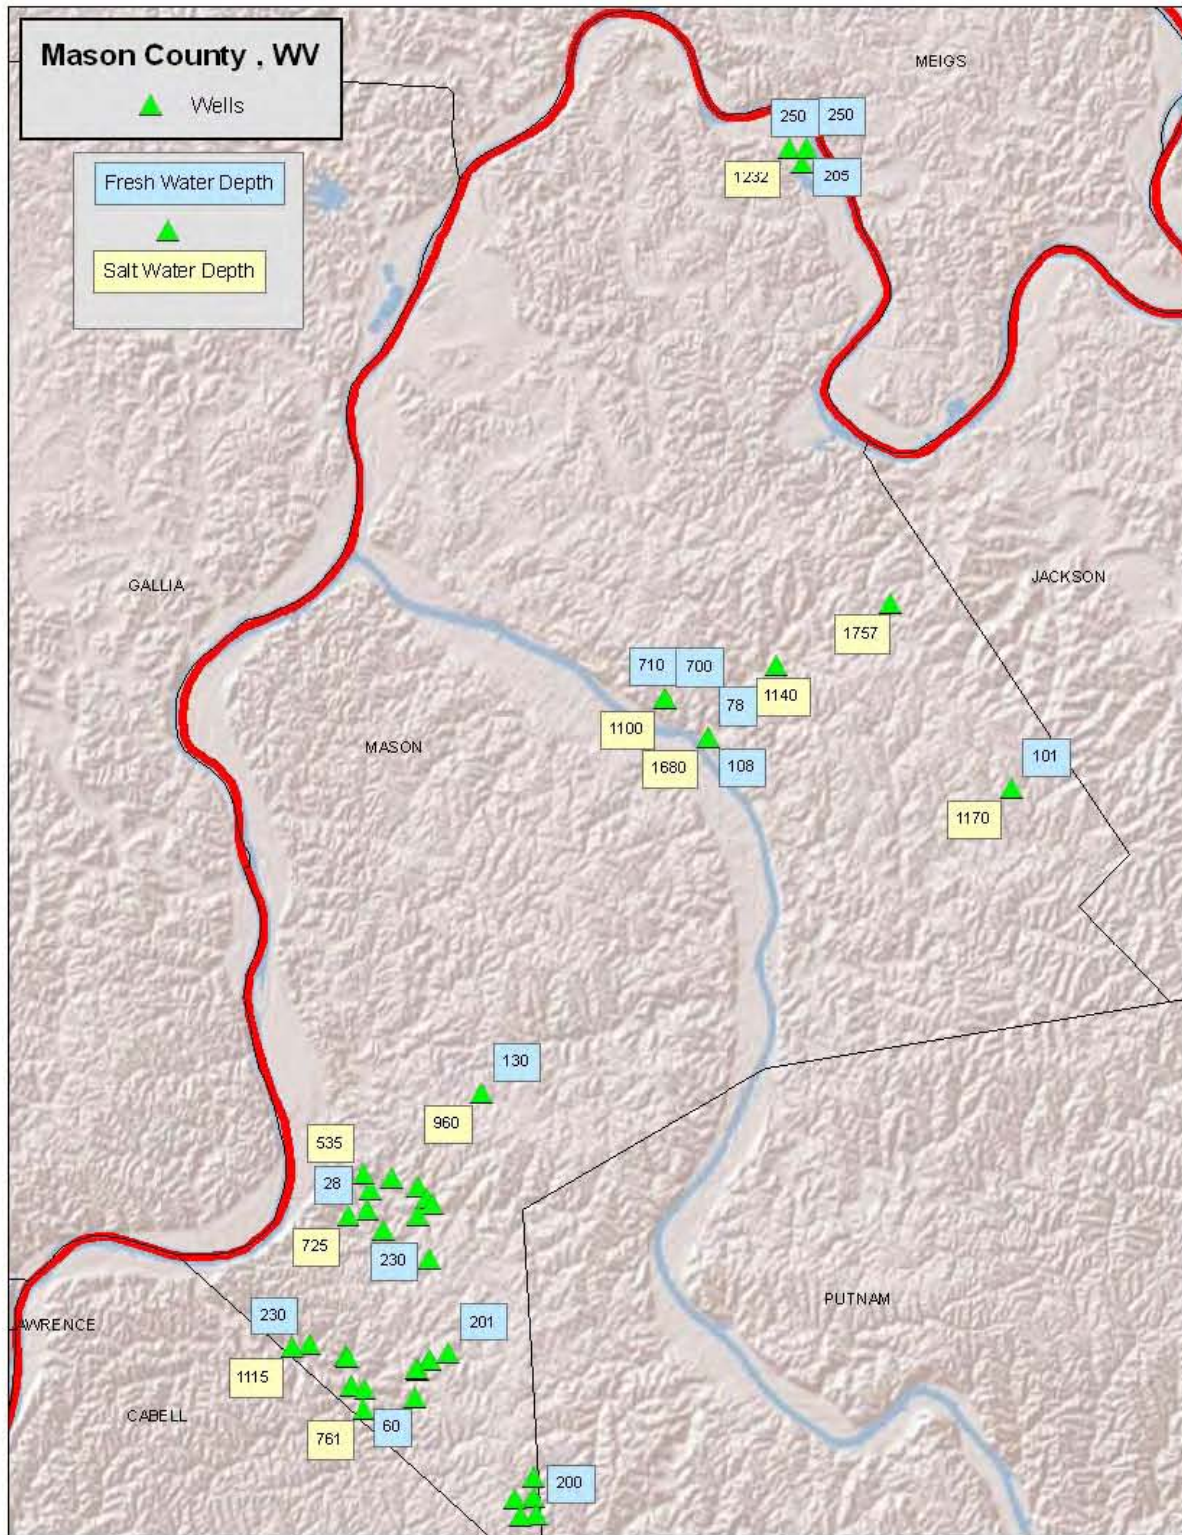 Mason County , WV
Wells
Fresh Water Depth
Salt Water Depth
MEIGS
250
250
1232
205
GALLIA
JACKSON
1757
710
700
78
1140
1100
MASON
1680
108
101
1170
130
960
535
28
725
230
230
201
PUTNAM
AWRENCE
1115
CABELL
60
761
200